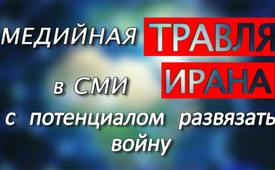 МЕДИЙНАЯ ТРАВЛЯ
в СМИ ИРАНА
с потенциалом развязать
войну